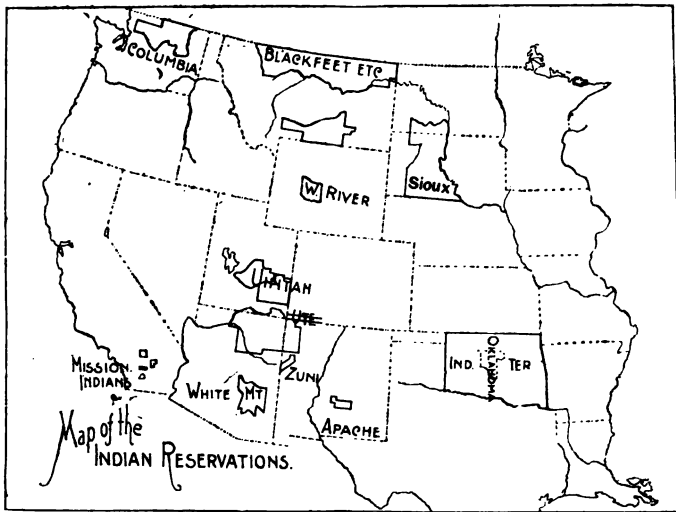 COLUMBIA
BLACKFEET ETC
W RIVER
Sioux
UINTAH
UTE
ZUNI
MISSION
INDIANS
WHITE MT
APACHE
IND. TER
OKLAHOMA
Map of the
INDIAN RESERVATIONS.